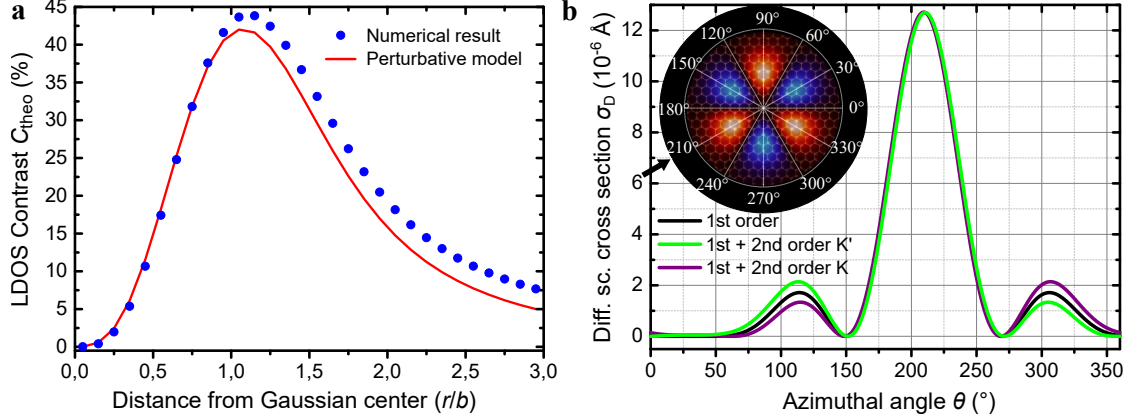 a
LDOS Contrast C_theo (%)
45
40
35
30
25
20
15
10
5
0
Numerical result
Perturbative model
0,0 0,5 1,0 1,5 2,0 2,5 3,0
Distance from Gaussian center (r/b)
b
Diff. sc. cross section σ_D (10^-6 Å)
12
10
8
6
4
2
0
90°
120° 60°
150° 30°
180° 0°
210° 330°
240° 300°
270°
1st order
1st + 2nd order K'
1st + 2nd order K
0 50 100 150 200 250 300 350
Azimuthal angle θ (°)